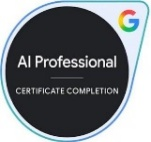 AI Professional
CERTIFICATE COMPLETION